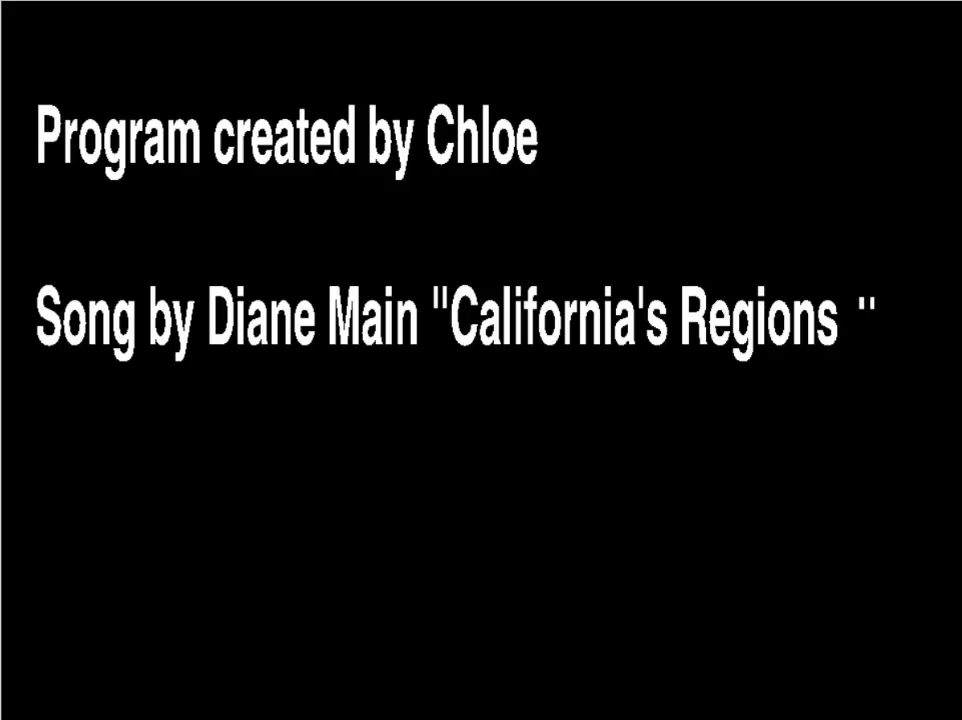 Program created by Chloe
Song by Diane Main "California's Regions "